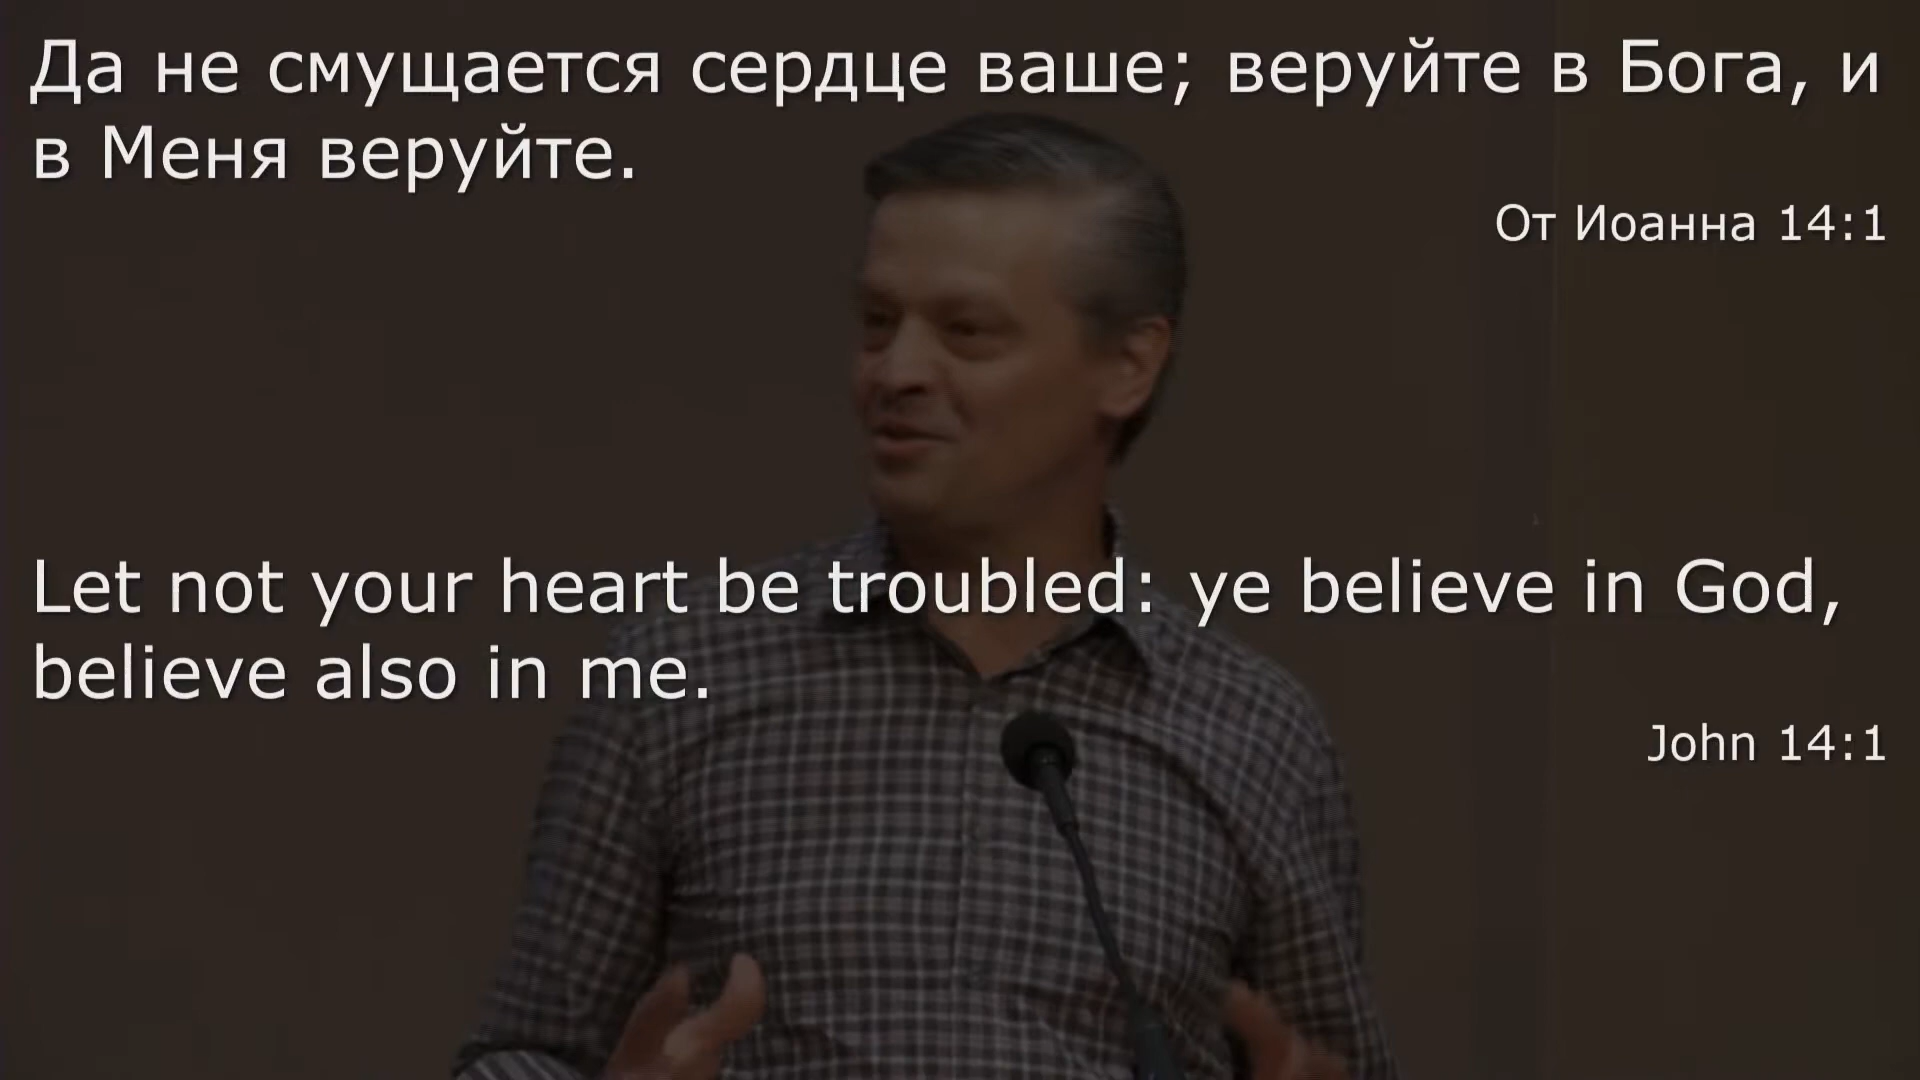 Да не смущается сердце ваше; веруйте в Бога, и
в Меня веруйте.
От Иоанна 14:1
Let not your heart be troubled: ye believe in God,
believe also in me.
John 14:1